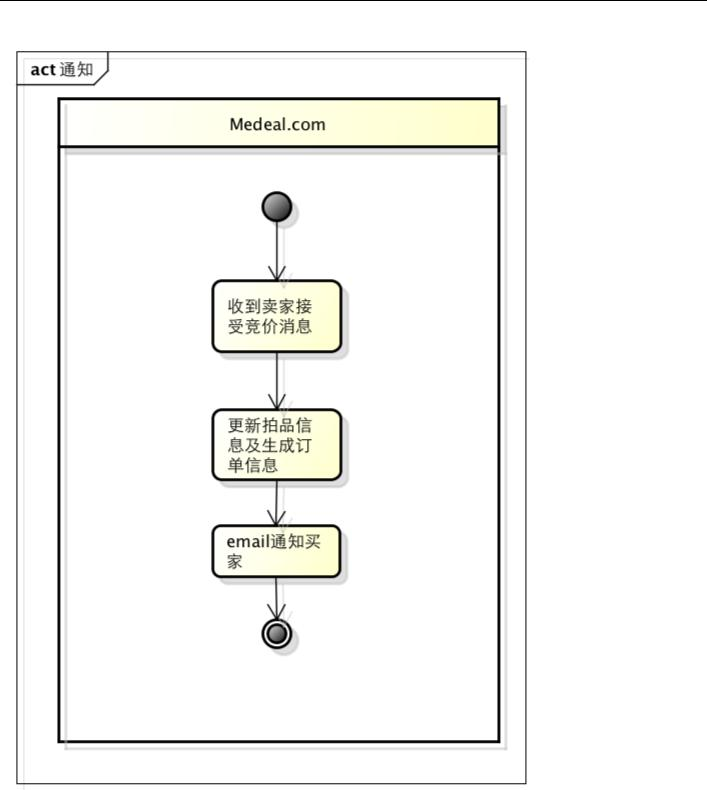 act 通知
Medeal.com
收到卖家接
受竞价消息
更新拍品信
息及生成订
单信息
email通知买
家